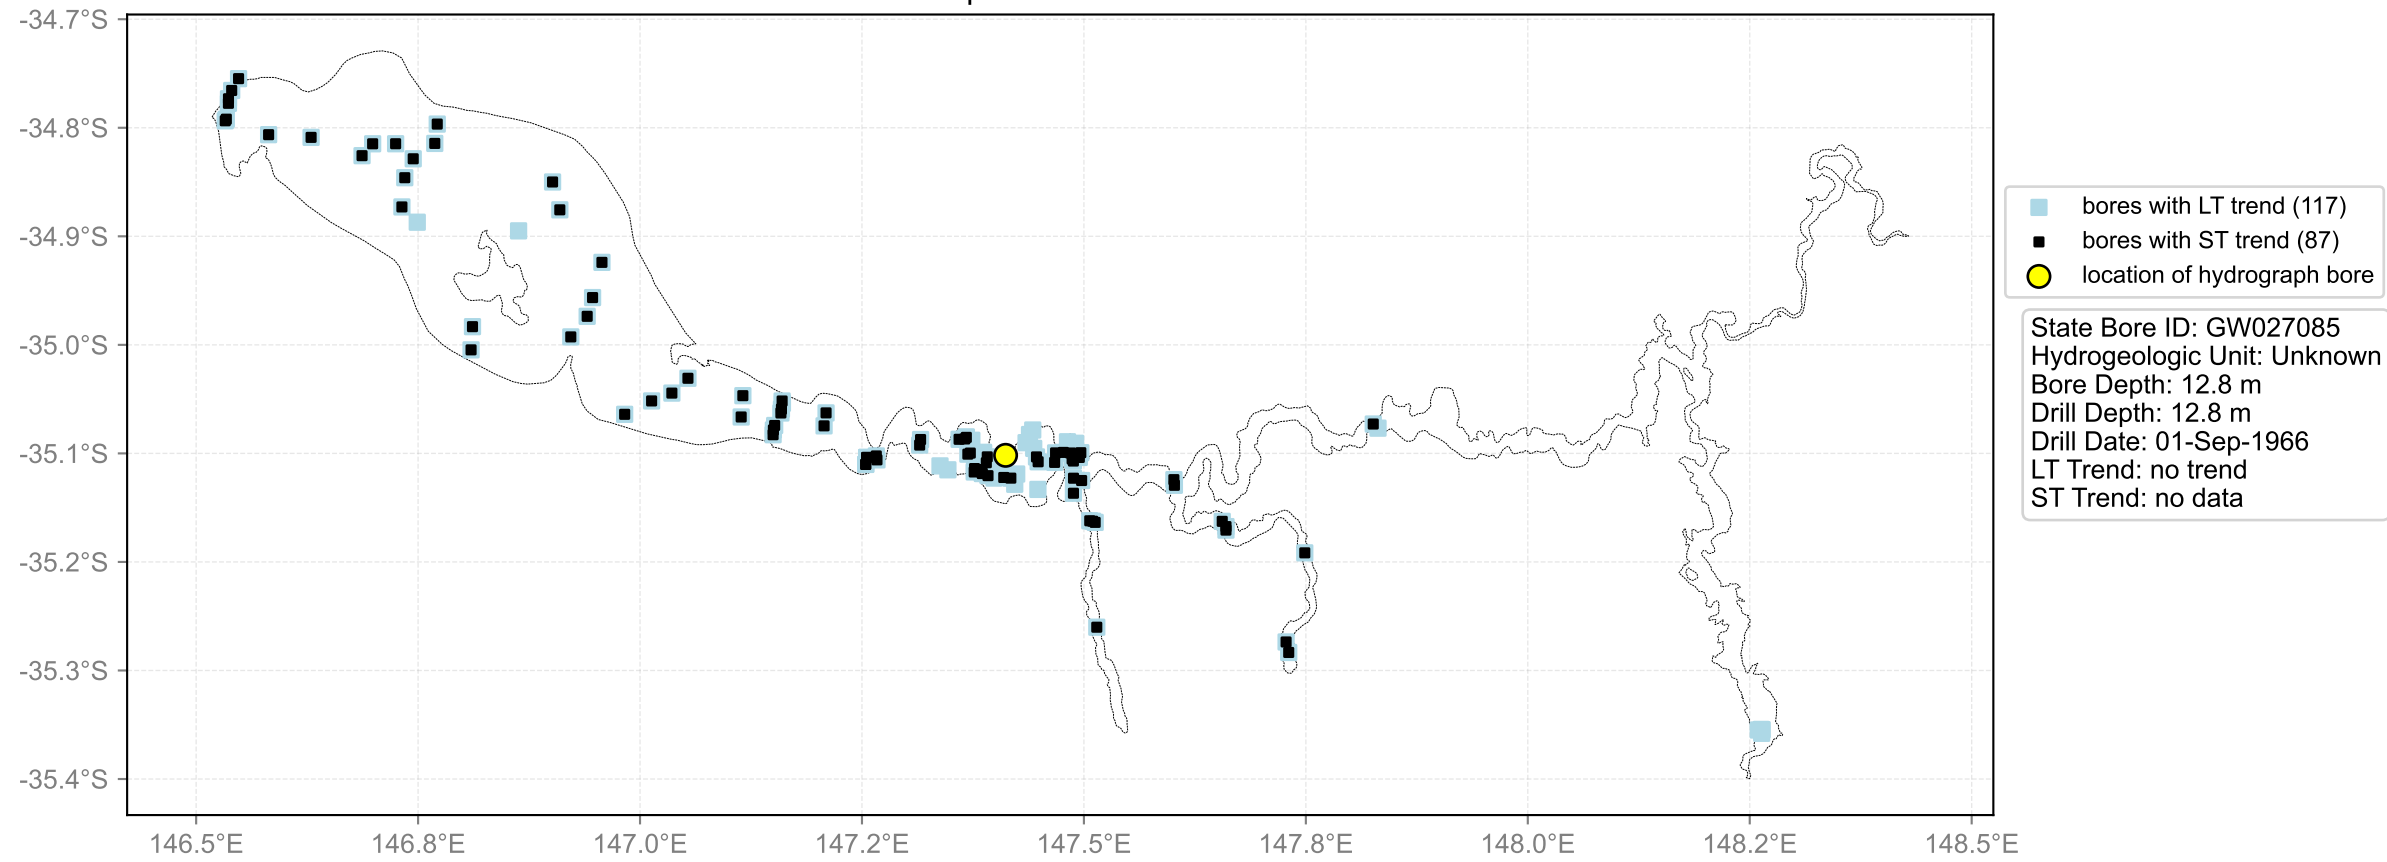 -34.7°S
-34.8°S
-34.9°S
-35.0°S
-35.1°S
-35.2°S
-35.3°S
-35.4°S
146.5°E 146.8°E 147.0°E 147.2°E 147.5°E 147.8°E 148.0°E 148.2°E 148.5°E
bores with LT trend (117)
bores with ST trend (87)
location of hydrograph bore
State Bore ID: GW027085
Hydrogeologic Unit: Unknown
Bore Depth: 12.8 m
Drill Depth: 12.8 m
Drill Date: 01-Sep-1966
LT Trend: no trend
ST Trend: no data